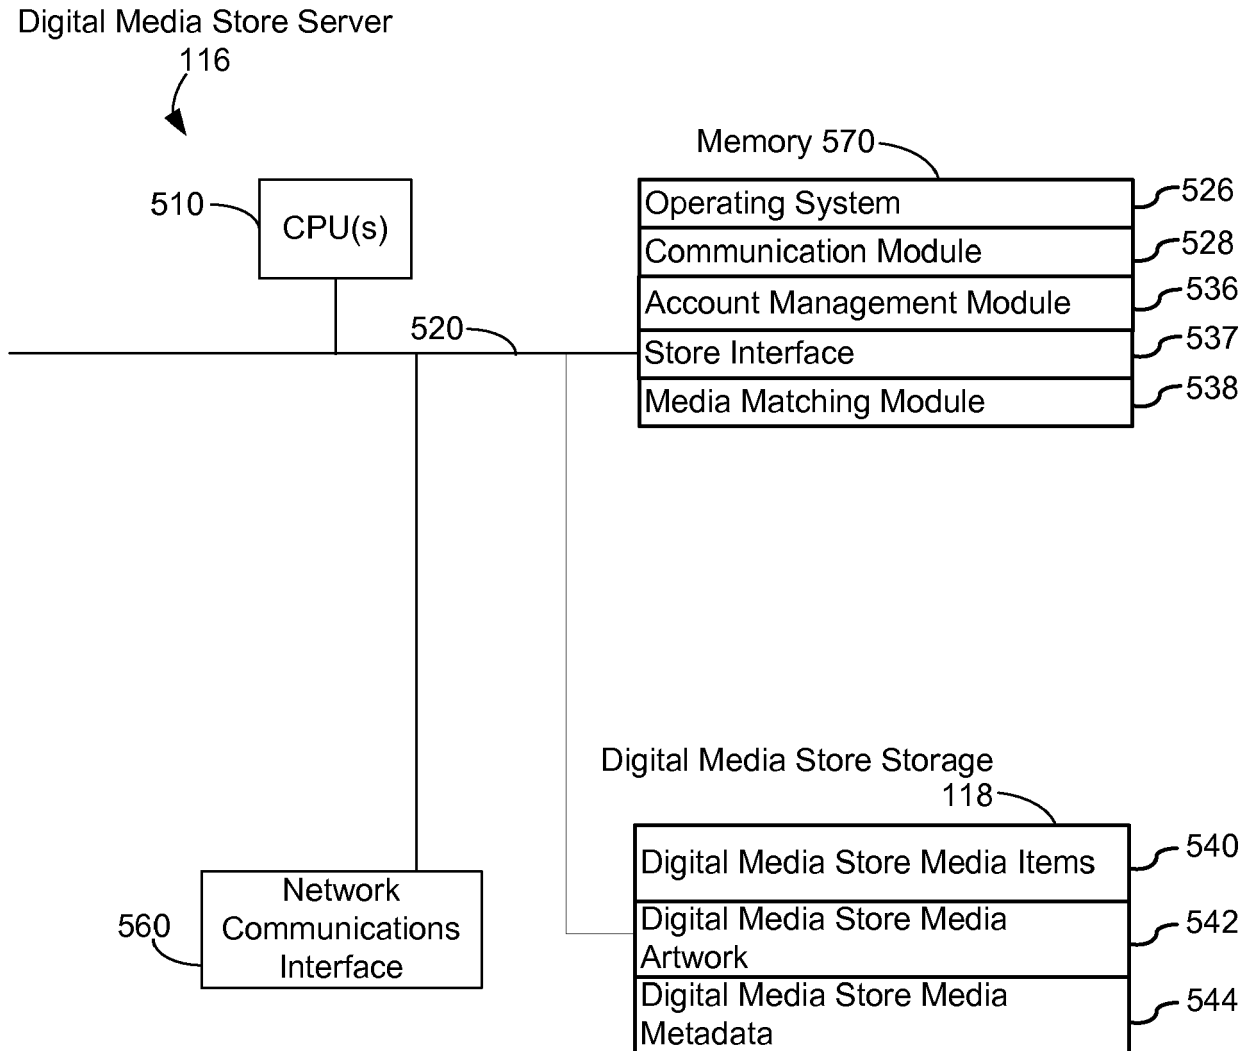 Digital Media Store Server
116
Memory 570
510
CPU(s)
Operating System
526
Communication Module
528
Account Management Module
536
520
Store Interface
537
Media Matching Module
538
Digital Media Store Storage
118
Digital Media Store Media Items
540
Network
Communications
Interface
560
Digital Media Store Media
Artwork
542
Digital Media Store Media
Metadata
544